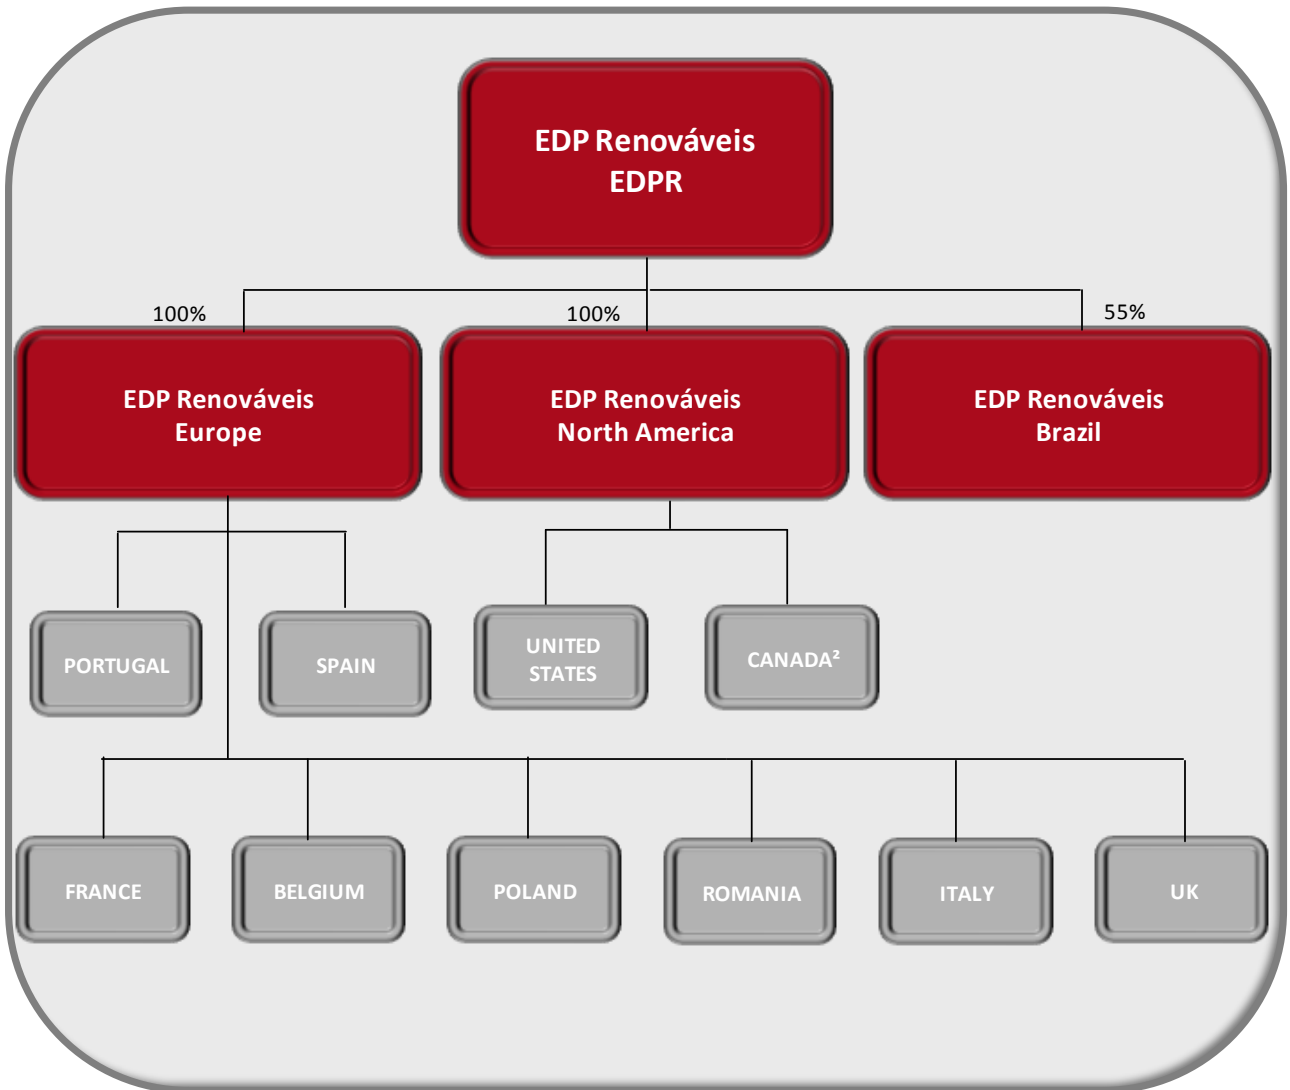 EDP Renováveis
EDPR
100%
100%
55%
EDP Renováveis
Europe
EDP Renováveis
North America
EDP Renováveis
Brazil
PORTUGAL
SPAIN
UNITED
STATES
CANADA²
FRANCE
BELGIUM
POLAND
ROMANIA
ITALY
UK